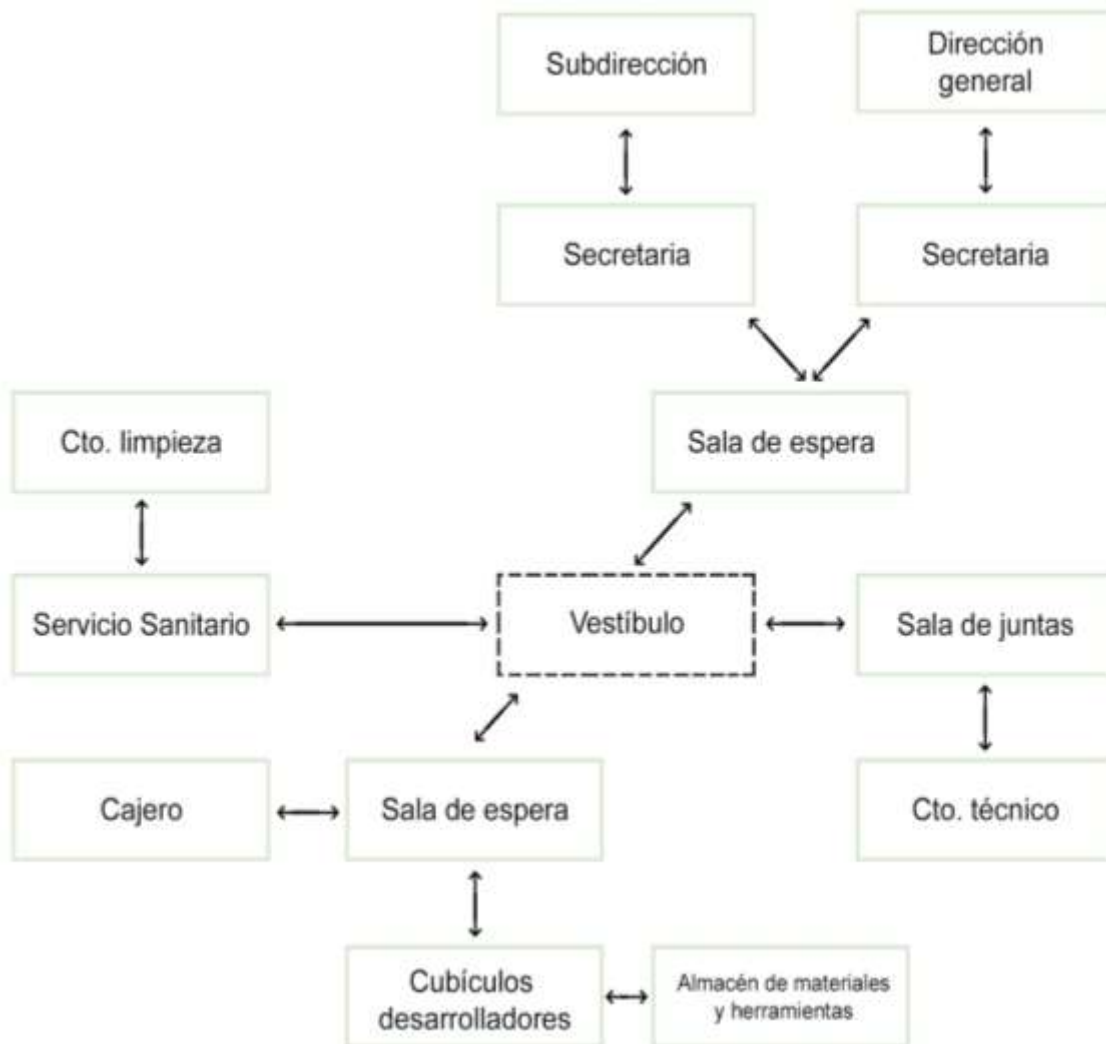 Subdirección
Dirección
general
Secretaria
Secretaria
Cto. limpieza
Sala de espera
Servicio Sanitario
Vestíbulo
Sala de juntas
Cajero
Sala de espera
Cto. técnico
Cubículos
desarrolladores
Almacén de materiales
y herramientas